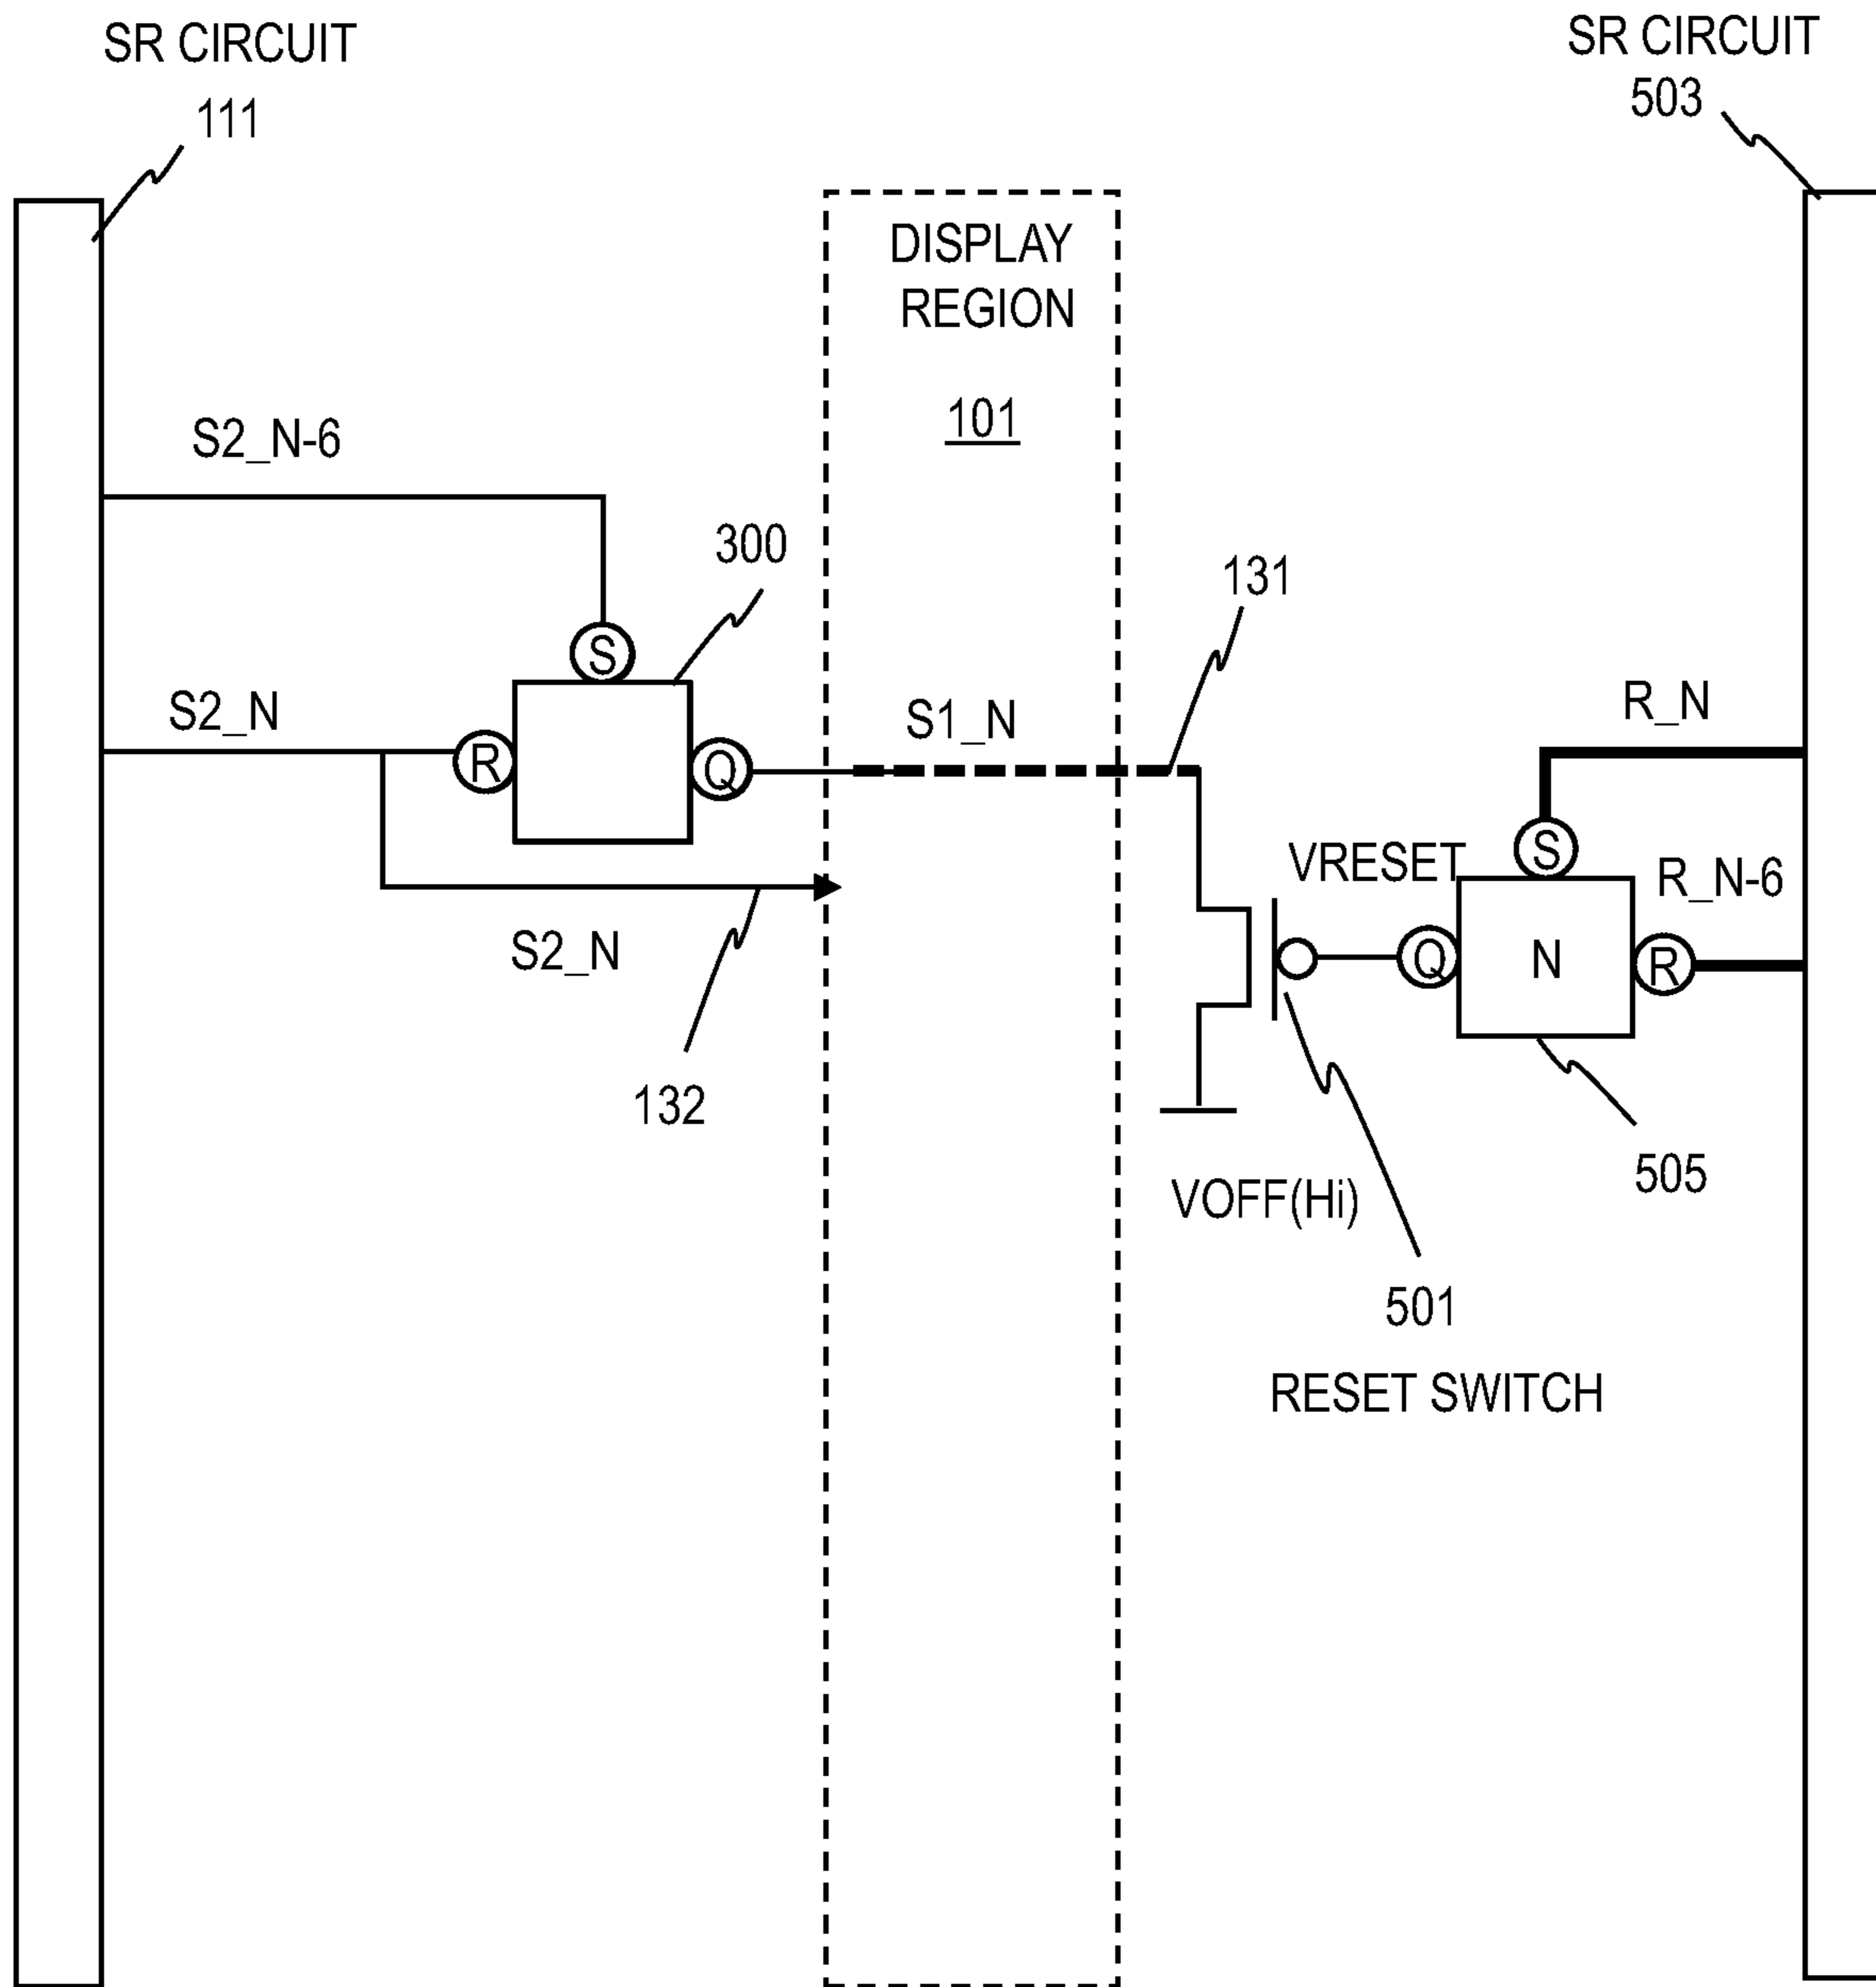 SR CIRCUIT
111
SR CIRCUIT
503
DISPLAY
REGION
101
S2_N-6
300
S
131
S2_N
R
Q
S1_N
R_N
S
VRESET
R_N-6
S2_N
Q
N
R
132
505
VOFF(Hi)
501
RESET SWITCH